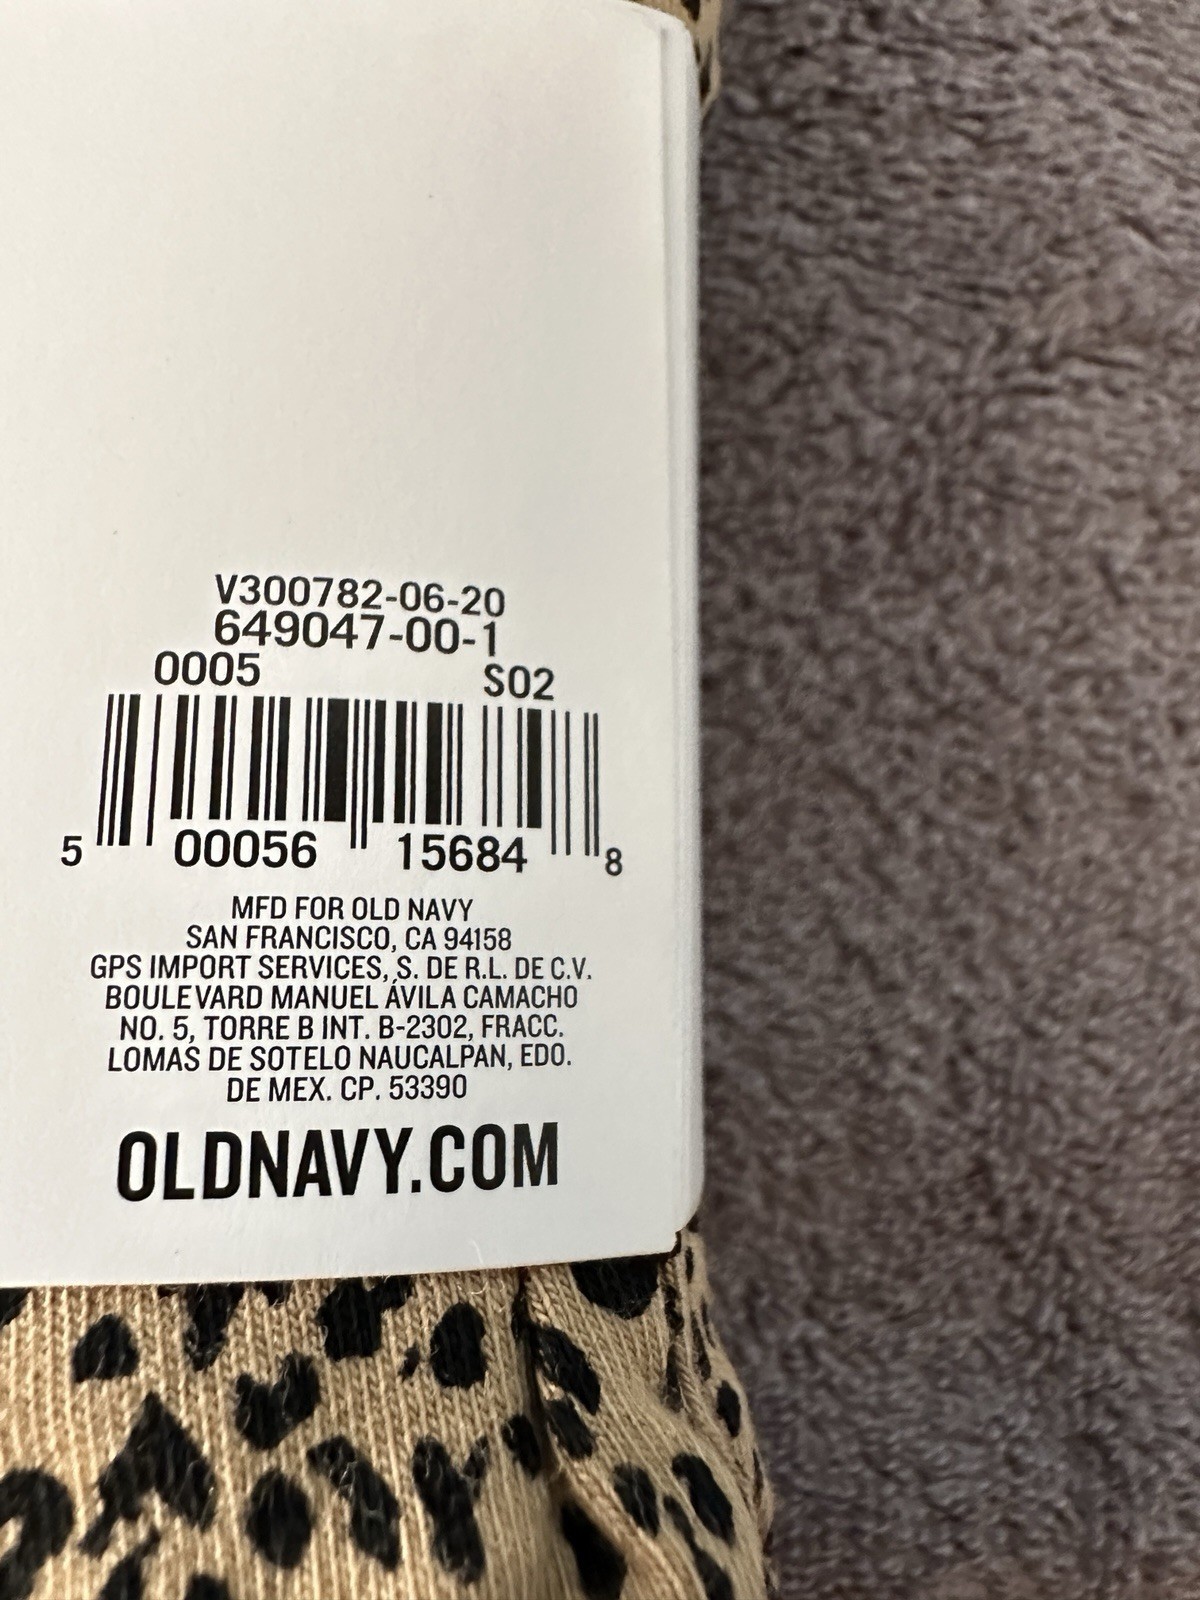 V300782-06-20
649047-00-1
0005 S02
5 00056 15684 8
MFD FOR OLD NAVY
SAN FRANCISCO, CA 94158
GPS IMPORT SERVICES, S. DE R.L. DE C.V.
BOULEVARD MANUEL ÁVILA CAMACHO
NO. 5, TORRE B INT. B-2302, FRACC.
LOMAS DE SOTELO NAUCALPAN, EDO.
DE MEX. CP. 53390
OLDNAVY.COM